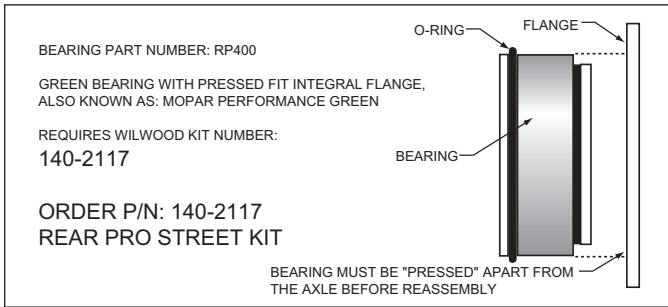 BEARING PART NUMBER: RP400
GREEN BEARING WITH PRESSED FIT INTEGRAL FLANGE,
ALSO KNOWN AS: MOPAR PERFORMANCE GREEN
REQUIRES WILWOOD KIT NUMBER:
140-2117
ORDER P/N: 140-2117
REAR PRO STREET KIT
O-RING
FLANGE
BEARING
BEARING MUST BE "PRESSED" APART FROM
THE AXLE BEFORE REASSEMBLY